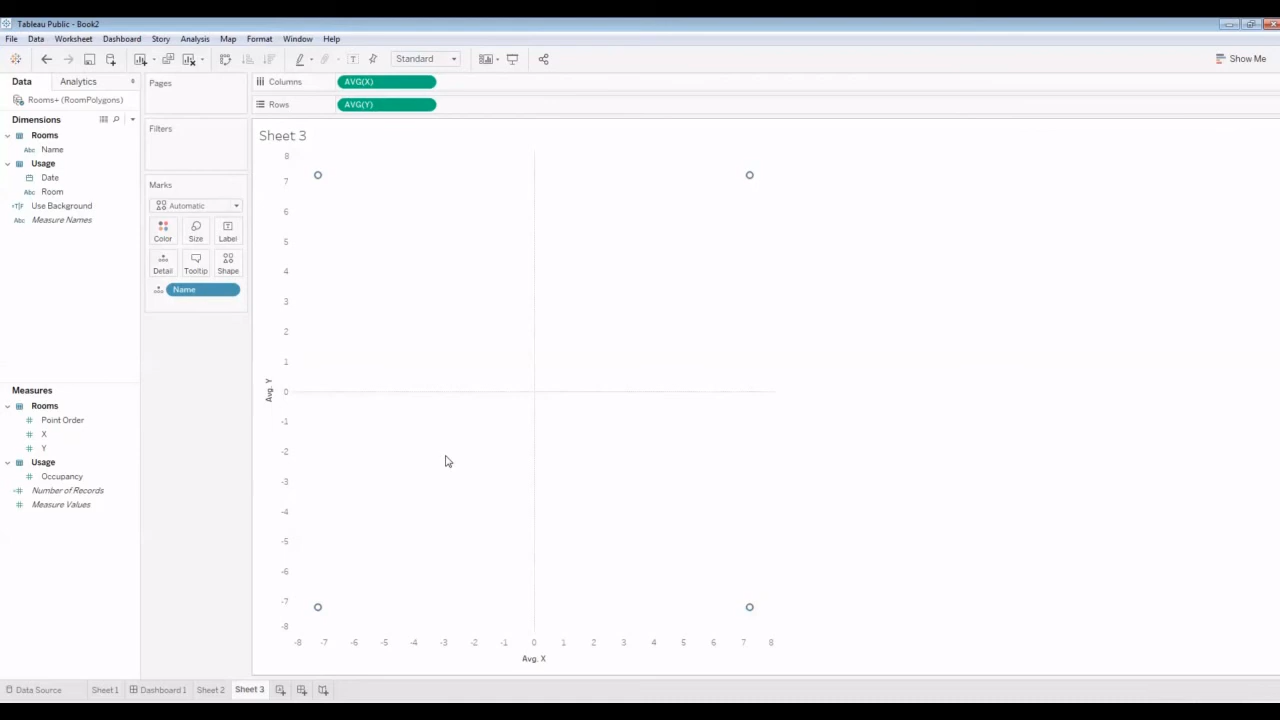 Tableau Public - Book2
File Data Worksheet Dashboard Story Analysis Map Format Window Help
Standard
Show Me
Data Analytics
Rooms+ (RoomPolygons)
Dimensions
Rooms
Abc Name
Usage
Date
Abc Room
Use Background
Abc Measure Names
Measures
Rooms
Point Order
X
Y
Usage
Occupancy
Number of Records
Measure Values
Pages
Filters
Marks
Automatic
Color Size Label
Detail Tooltip Shape
Name
Columns AVG(X)
Rows AVG(Y)
Sheet 3
8
7
6
5
4
3
2
1
0
-1
-2
-3
-4
-5
-6
-7
-8
Avg. Y
-8 -7 -6 -5 -4 -3 -2 -1 0 1 2 3 4 5 6 7 8
Avg. X
Data Source Sheet 1 Dashboard 1 Sheet 2 Sheet 3